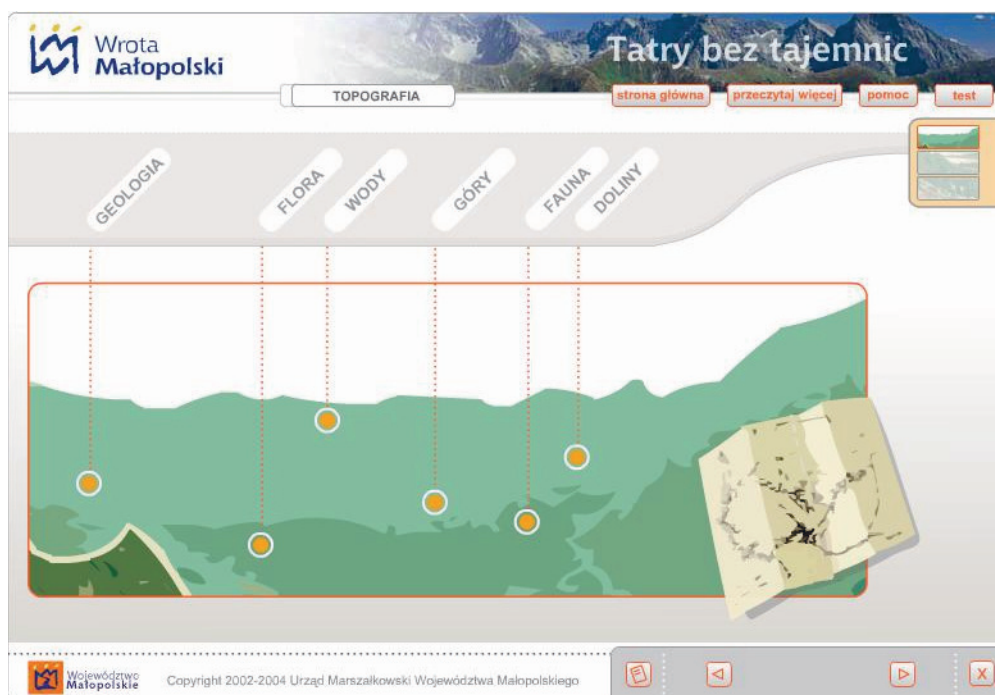 Wrota
Małopolski
Tatry bez tajemnic
TOPOGRAFIA
strona główna
przeczytaj więcej
pomoc
test
GEOLOGIA
FLORA
WODY
GÓRY
FAUNA
DOLINY
Województwo
Małopolskie
Copyright 2002-2004 Urząd Marszałkowski Województwa Małopolskiego
X